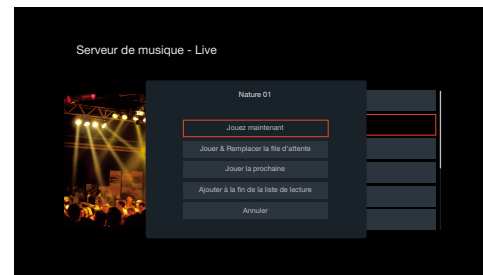 Serveur de musique - Live
Nature 01
Jouez maintenant
Jouer & Remplacer la file d'attente
Jouer la prochaine
Ajouter à la fin de la liste de lecture
Annuler